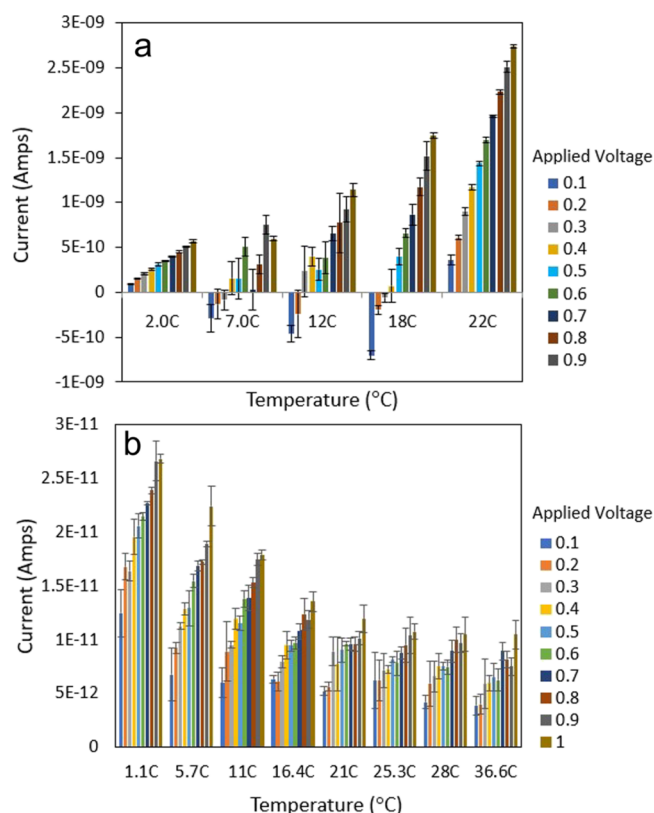 a
3E-09
2.5E-09
2E-09
1.5E-09
1E-09
5E-10
0
-5E-10
-1E-09
Current (Amps)
2.0C 7.0C 12C 18C 22C
Temperature (°C)
Applied Voltage
0.1
0.2
0.3
0.4
0.5
0.6
0.7
0.8
0.9
b
3E-11
2.5E-11
2E-11
1.5E-11
1E-11
5E-12
0
Current (Amps)
1.1C 5.7C 11C 16.4C 21C 25.3C 28C 36.6C
Temperature (°C)
Applied Voltage
0.1
0.2
0.3
0.4
0.5
0.6
0.7
0.8
0.9
1